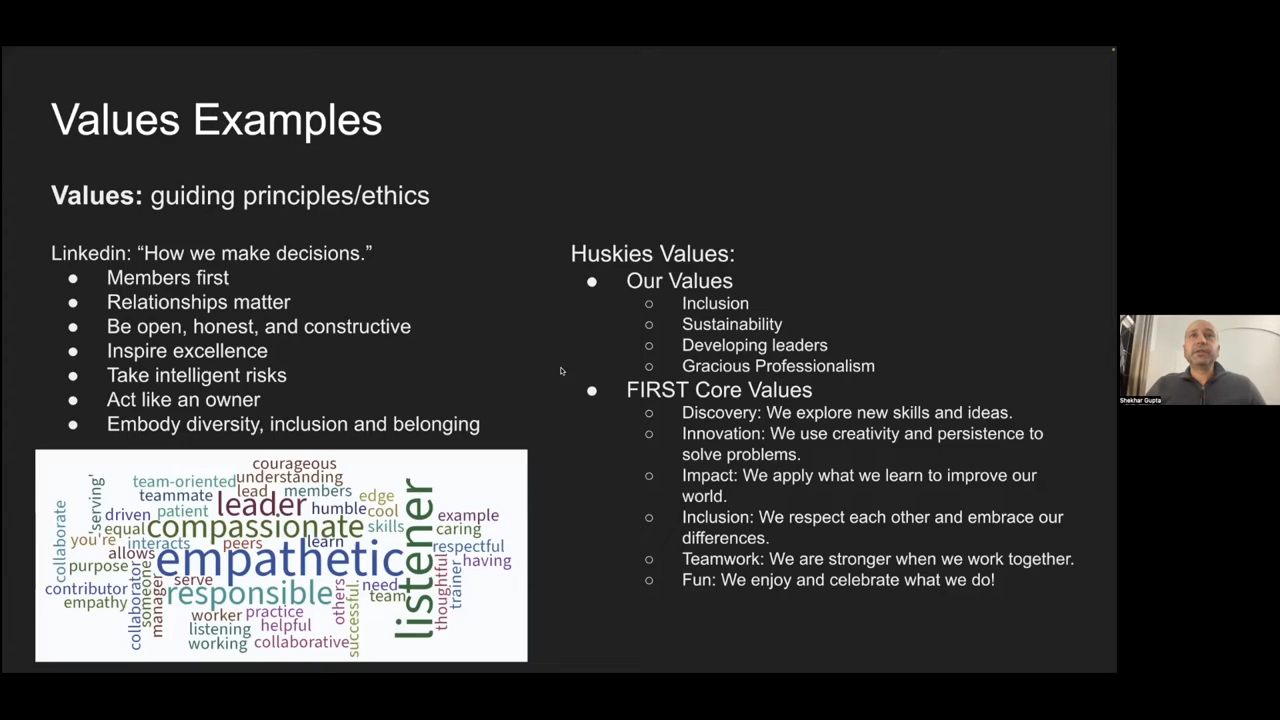 Values Examples
Values: guiding principles/ethics
Linkedin: “How we make decisions.”
● Members first
● Relationships matter
● Be open, honest, and constructive
● Inspire excellence
● Take intelligent risks
● Act like an owner
● Embody diversity, inclusion and belonging
Huskies Values:
● Our Values
○ Inclusion
○ Sustainability
○ Developing leaders
○ Gracious Professionalism
● FIRST Core Values
○ Discovery: We explore new skills and ideas.
○ Innovation: We use creativity and persistence to
solve problems.
○ Impact: We apply what we learn to improve our
world.
○ Inclusion: We respect each other and embrace our
differences.
○ Teamwork: We are stronger when we work together.
○ Fun: We enjoy and celebrate what we do!
courageous
team-oriented
understanding
teammate
lead
members
edge
'serving'
driven
patient
leader
humble
cool
collaborate
equal
compassionate
skills
example
caring
you're
interacts
peers
learn
respectful
allows
empathetic
having
purpose
listener
contributor
serve
need
empathy
responsible
team
collaborator
someone
manager
others
successful.
thoughtful
trainer
worker
practice
listening
helpful
working
collaborative
Shekhar Gupta